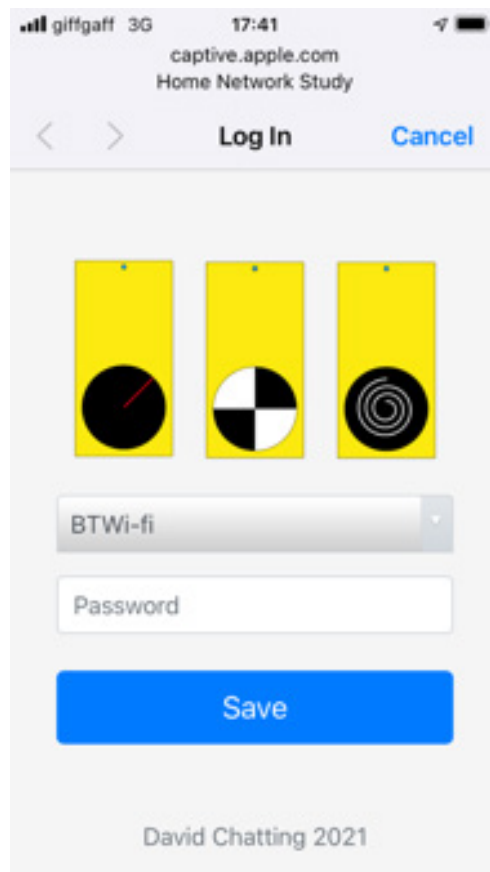 giffgaff 3G 17:41
captive.apple.com
Home Network Study
Log In Cancel
BTWi-fi
Password
Save
David Chatting 2021